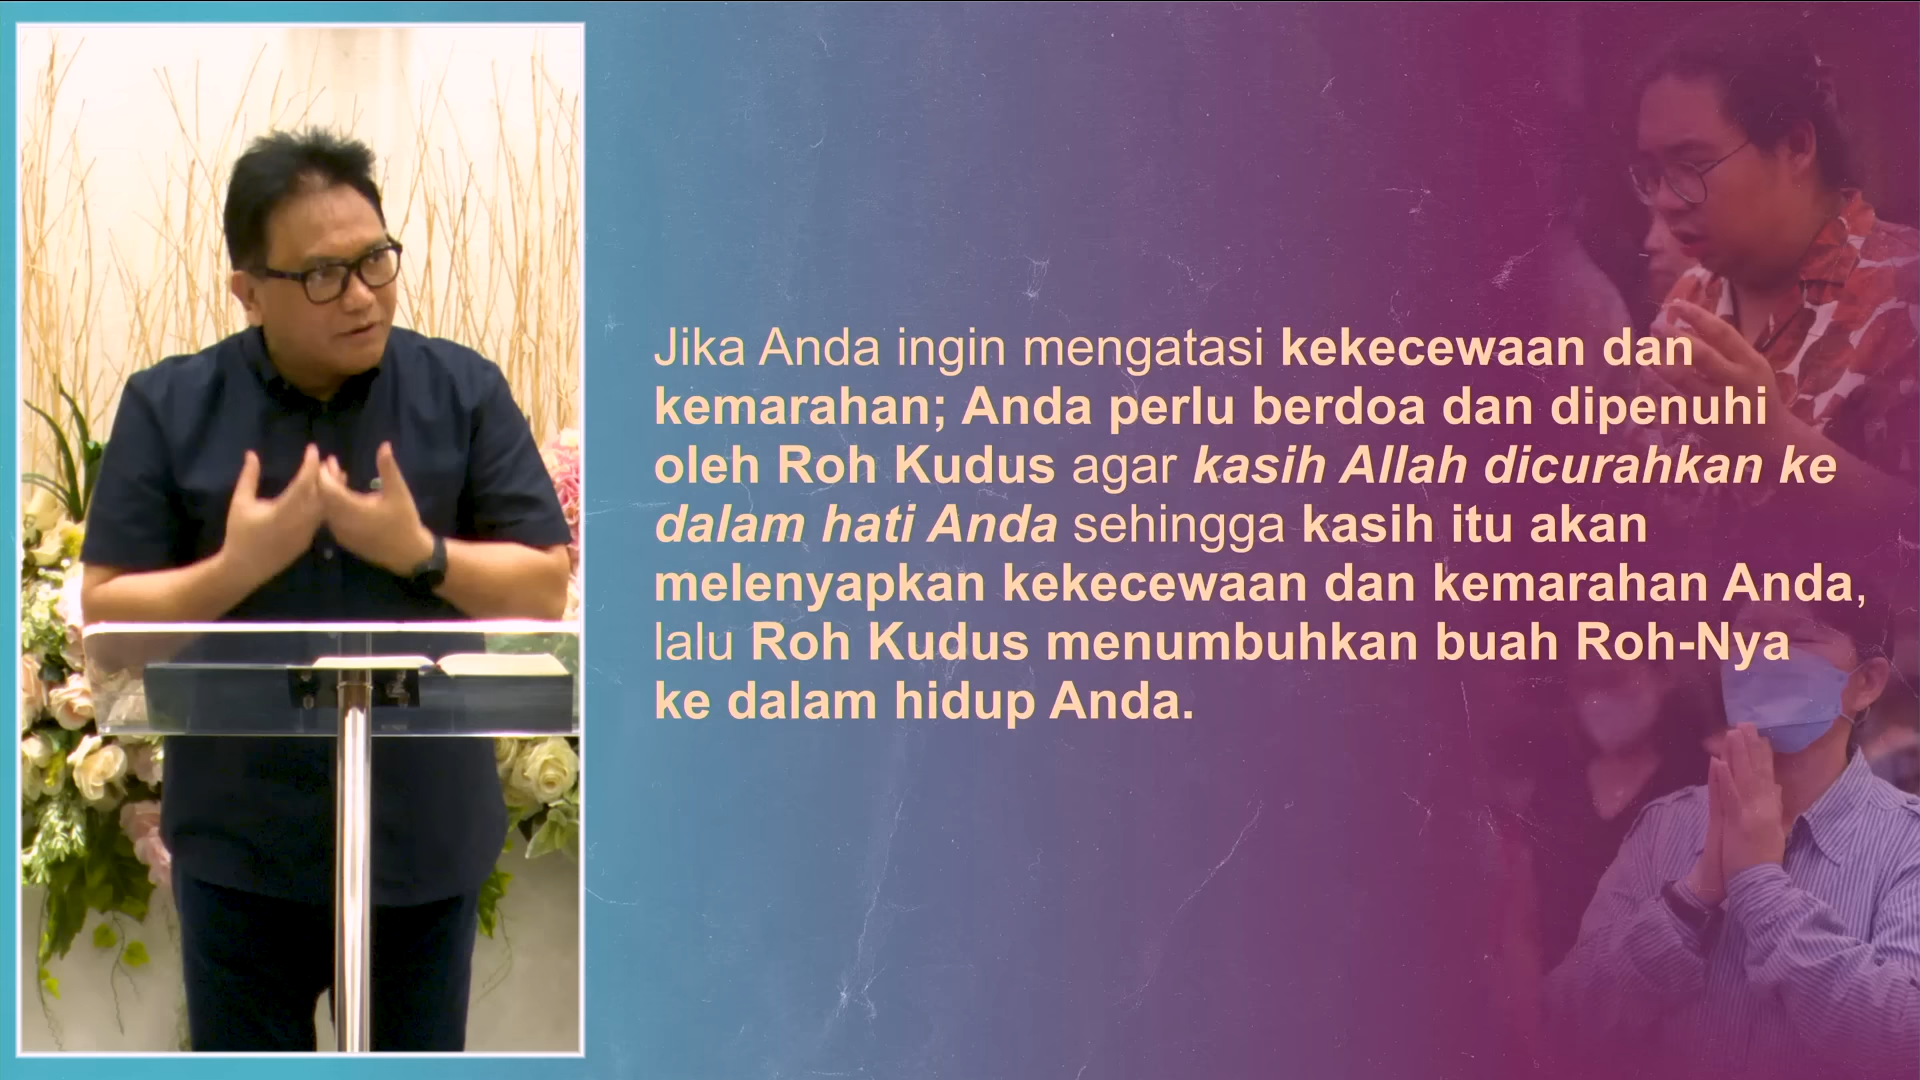 Jika Anda ingin mengatasi kekecewaan dan
kemarahan; Anda perlu berdoa dan dipenuhi
oleh Roh Kudus agar kasih Allah dicurahkan ke
dalam hati Anda sehingga kasih itu akan
melenyapkan kekecewaan dan kemarahan Anda,
lalu Roh Kudus menumbuhkan buah Roh-Nya
ke dalam hidup Anda.